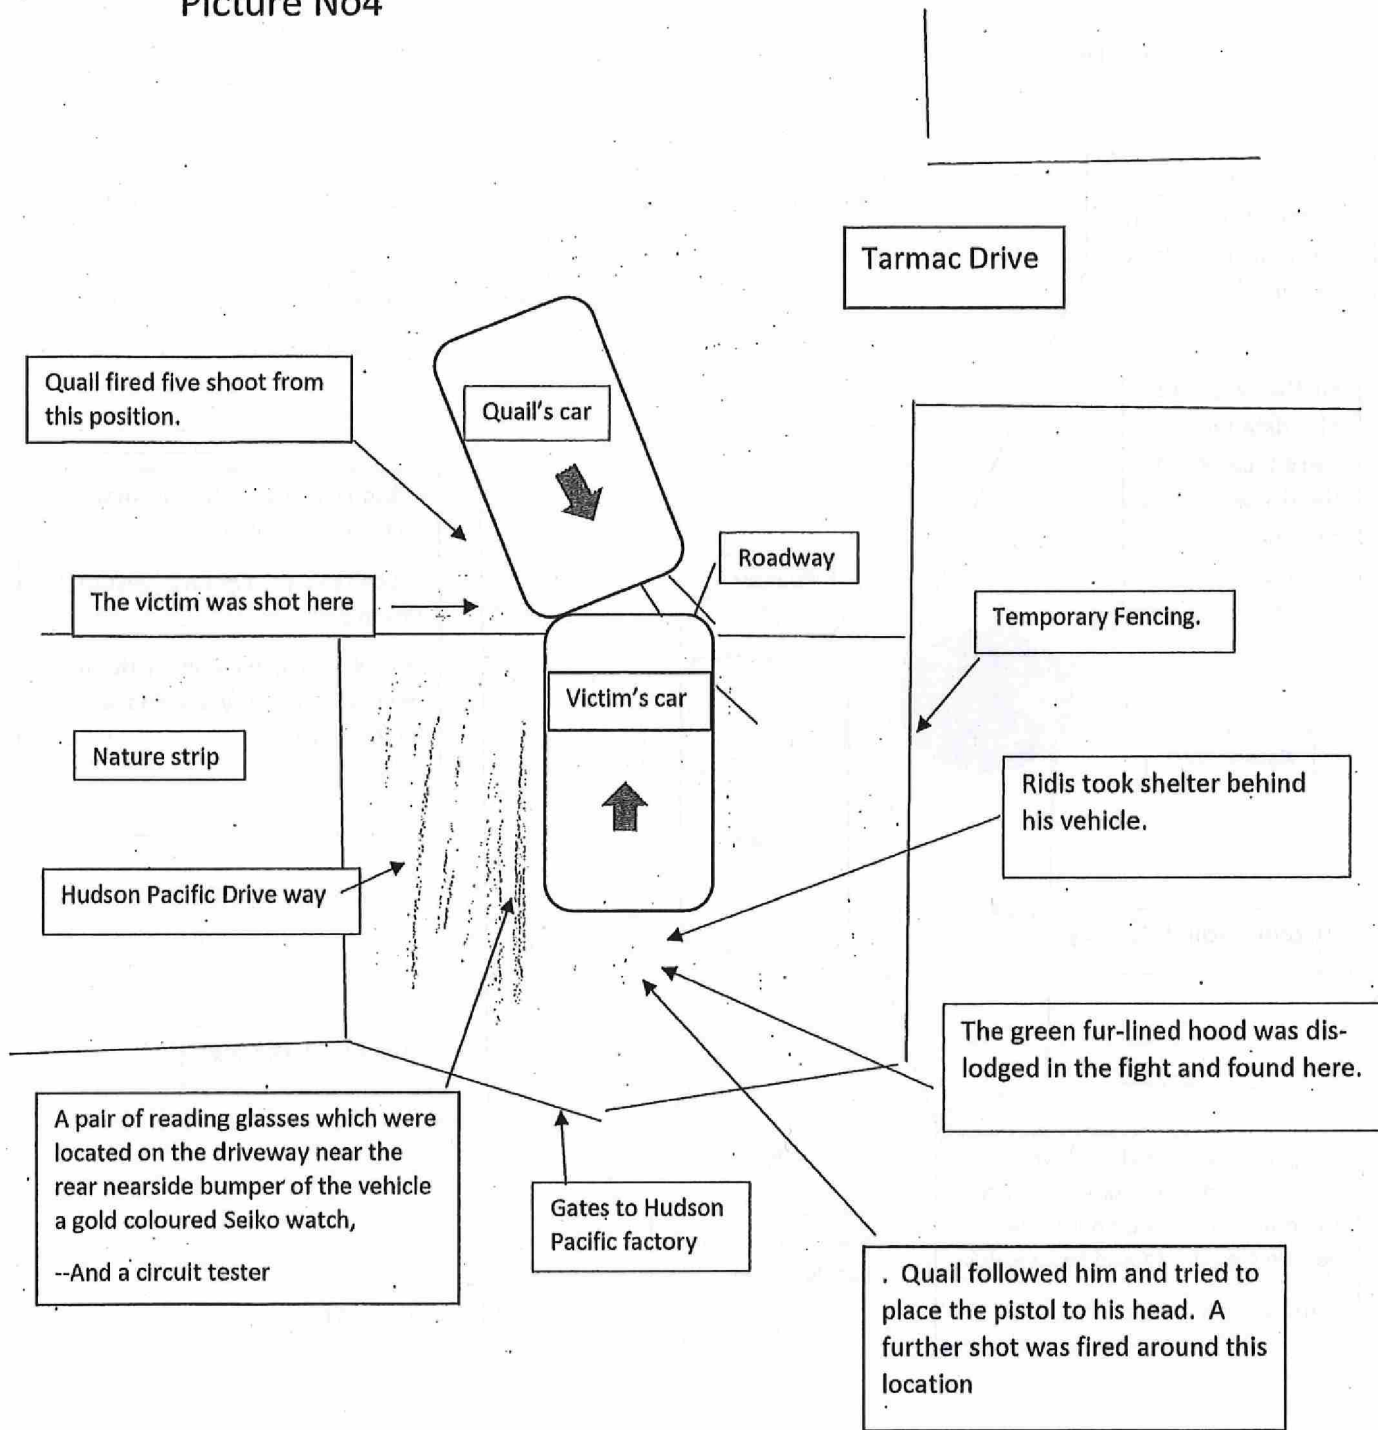 Picture No4
Tarmac Drive
Quail fired five shoot from
this position.
Quail's car
Roadway
The victim was shot here
Temporary Fencing.
Victim's car
Nature strip
Ridis took shelter behind
his vehicle.
Hudson Pacific Drive way
The green fur-lined hood was dis-
lodged in the fight and found here.
A pair of reading glasses which were
located on the driveway near the
rear nearside bumper of the vehicle
a gold coloured Seiko watch,
--And a circuit tester
Gates to Hudson
Pacific factory
. Quail followed him and tried to
place the pistol to his head. A
further shot was fired around this
location